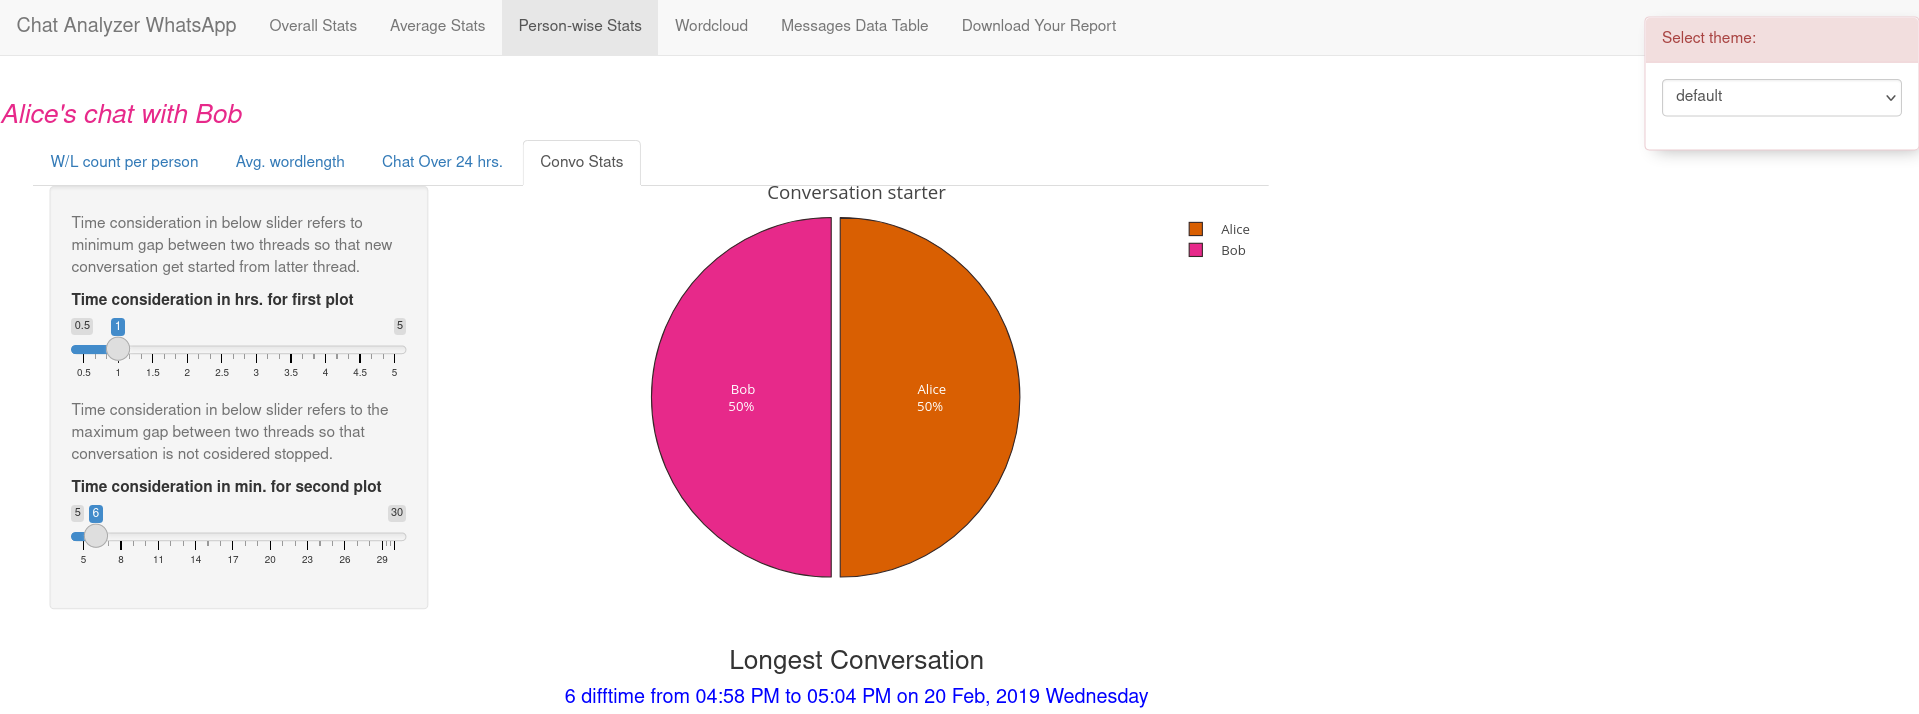 Chat Analyzer WhatsApp Overall Stats Average Stats Person-wise Stats Wordcloud Messages Data Table Download Your Report
Select theme:
default
Alice's chat with Bob
W/L count per person Avg. wordlength Chat Over 24 hrs. Convo Stats
Time consideration in below slider refers to
minimum gap between two threads so that new
conversation get started from latter thread.
Time consideration in hrs. for first plot
0.5 1 5
0.5 1 1.5 2 2.5 3 3.5 4 4.5 5
Time consideration in below slider refers to the
maximum gap between two threads so that
conversation is not cosidered stopped.
Time consideration in min. for second plot
5 6 30
5 8 11 14 17 20 23 26 29
Conversation starter
Alice
Bob
Bob
50%
Alice
50%
Longest Conversation
6 difftime from 04:58 PM to 05:04 PM on 20 Feb, 2019 Wednesday